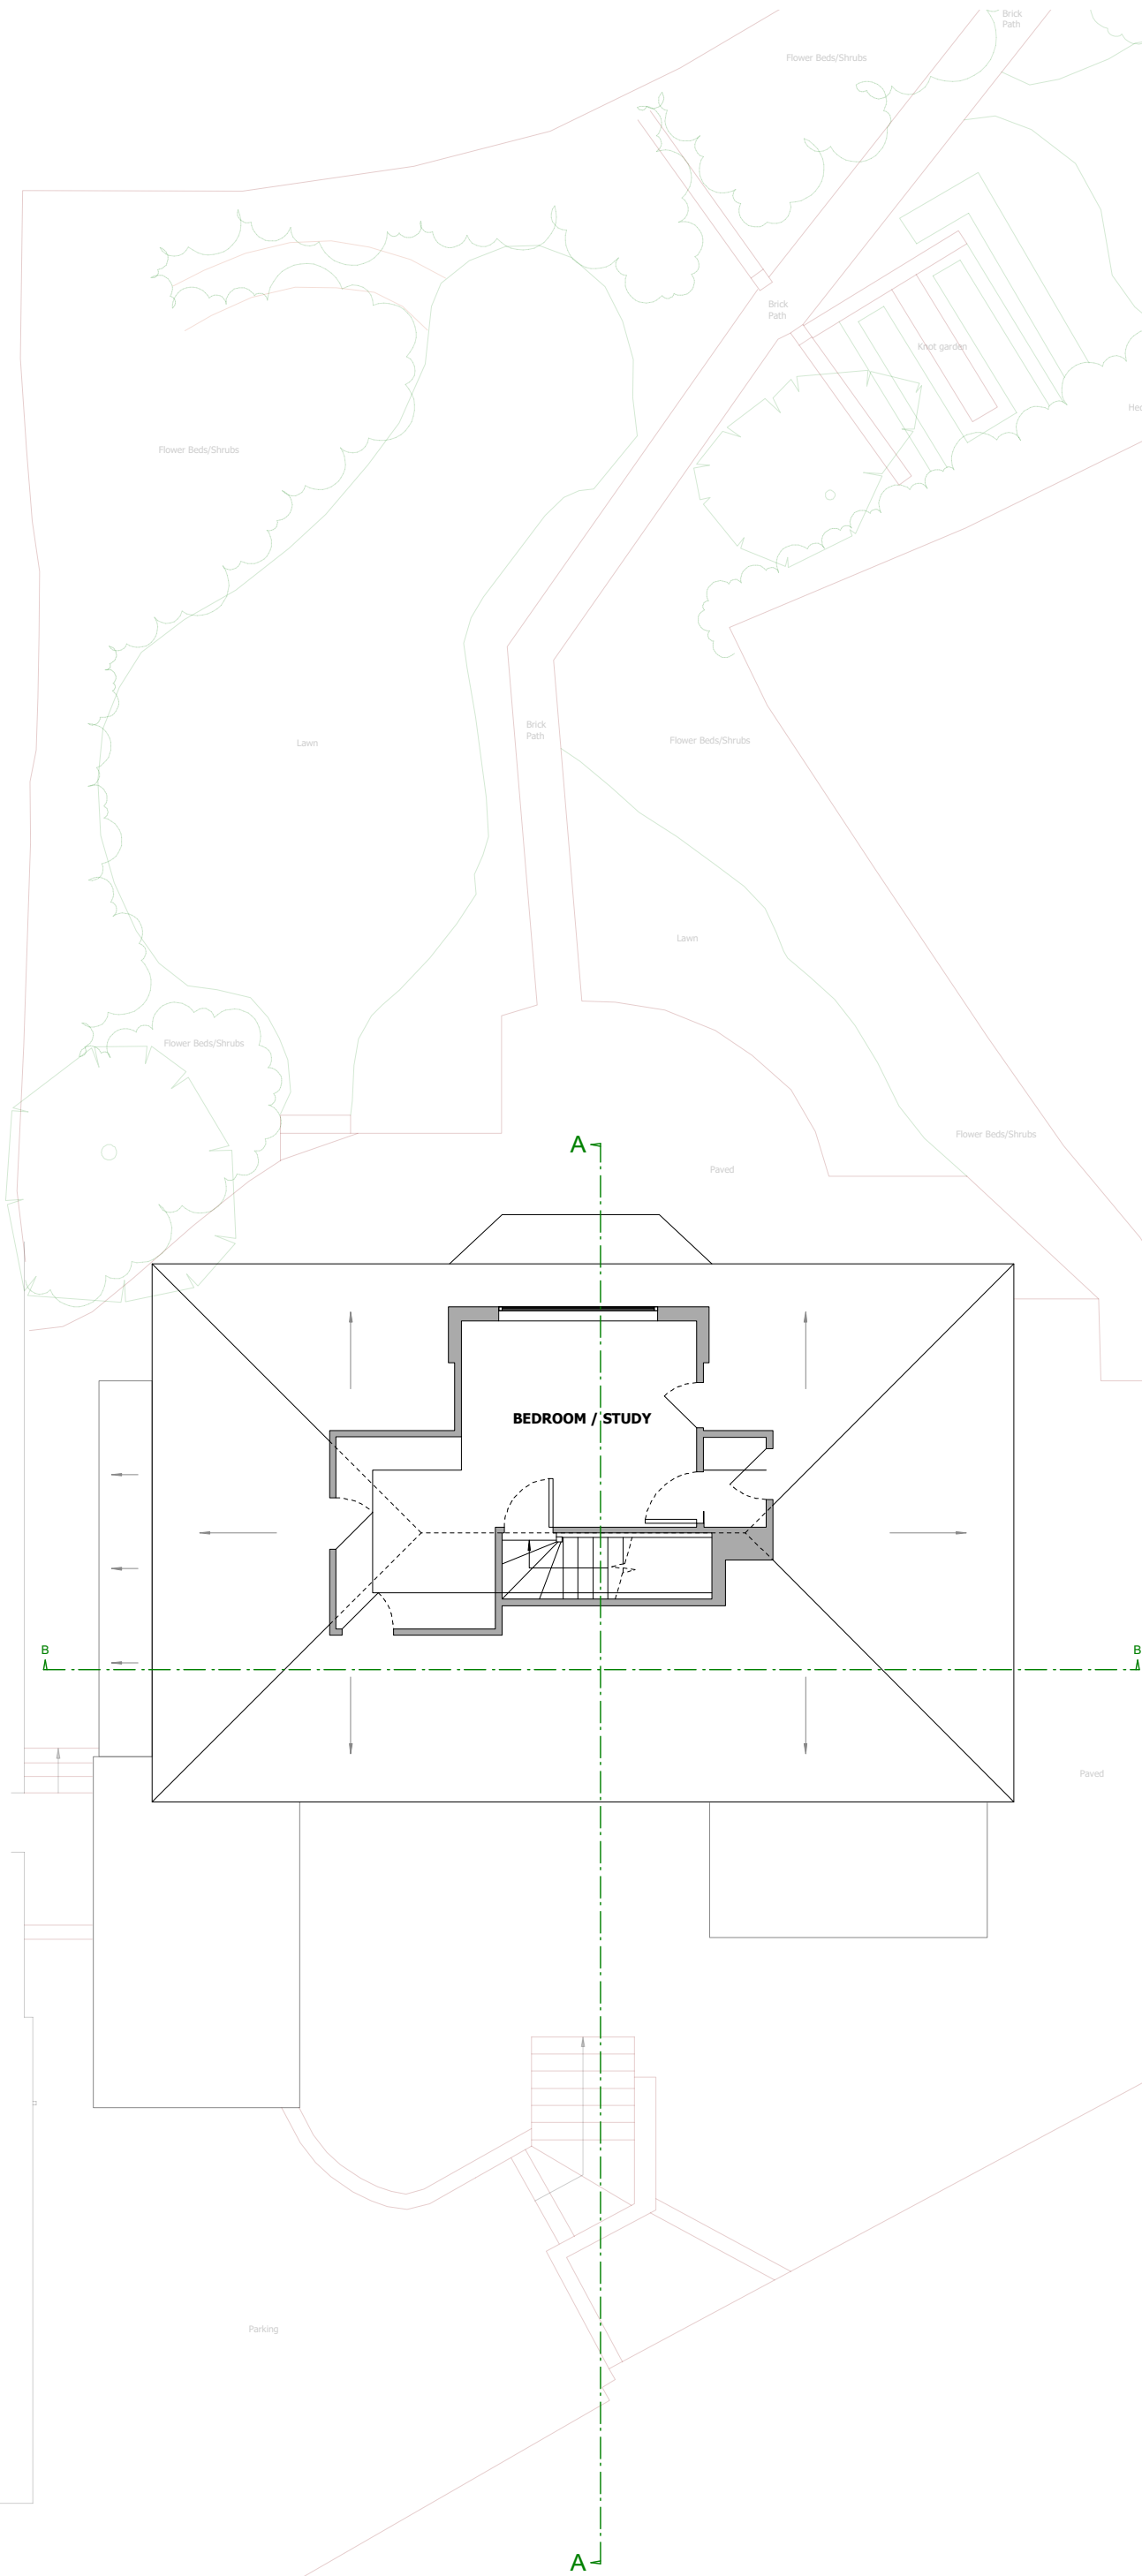 Brick
Path
Flower Beds/Shrubs
Brick
Path
Knot garden
Flower Beds/Shrubs
Brick
Path
Flower Beds/Shrubs
Lawn
Lawn
Flower Beds/Shrubs
Flower Beds/Shrubs
A
Paved
BEDROOM / STUDY
B
B
Paved
Parking
A